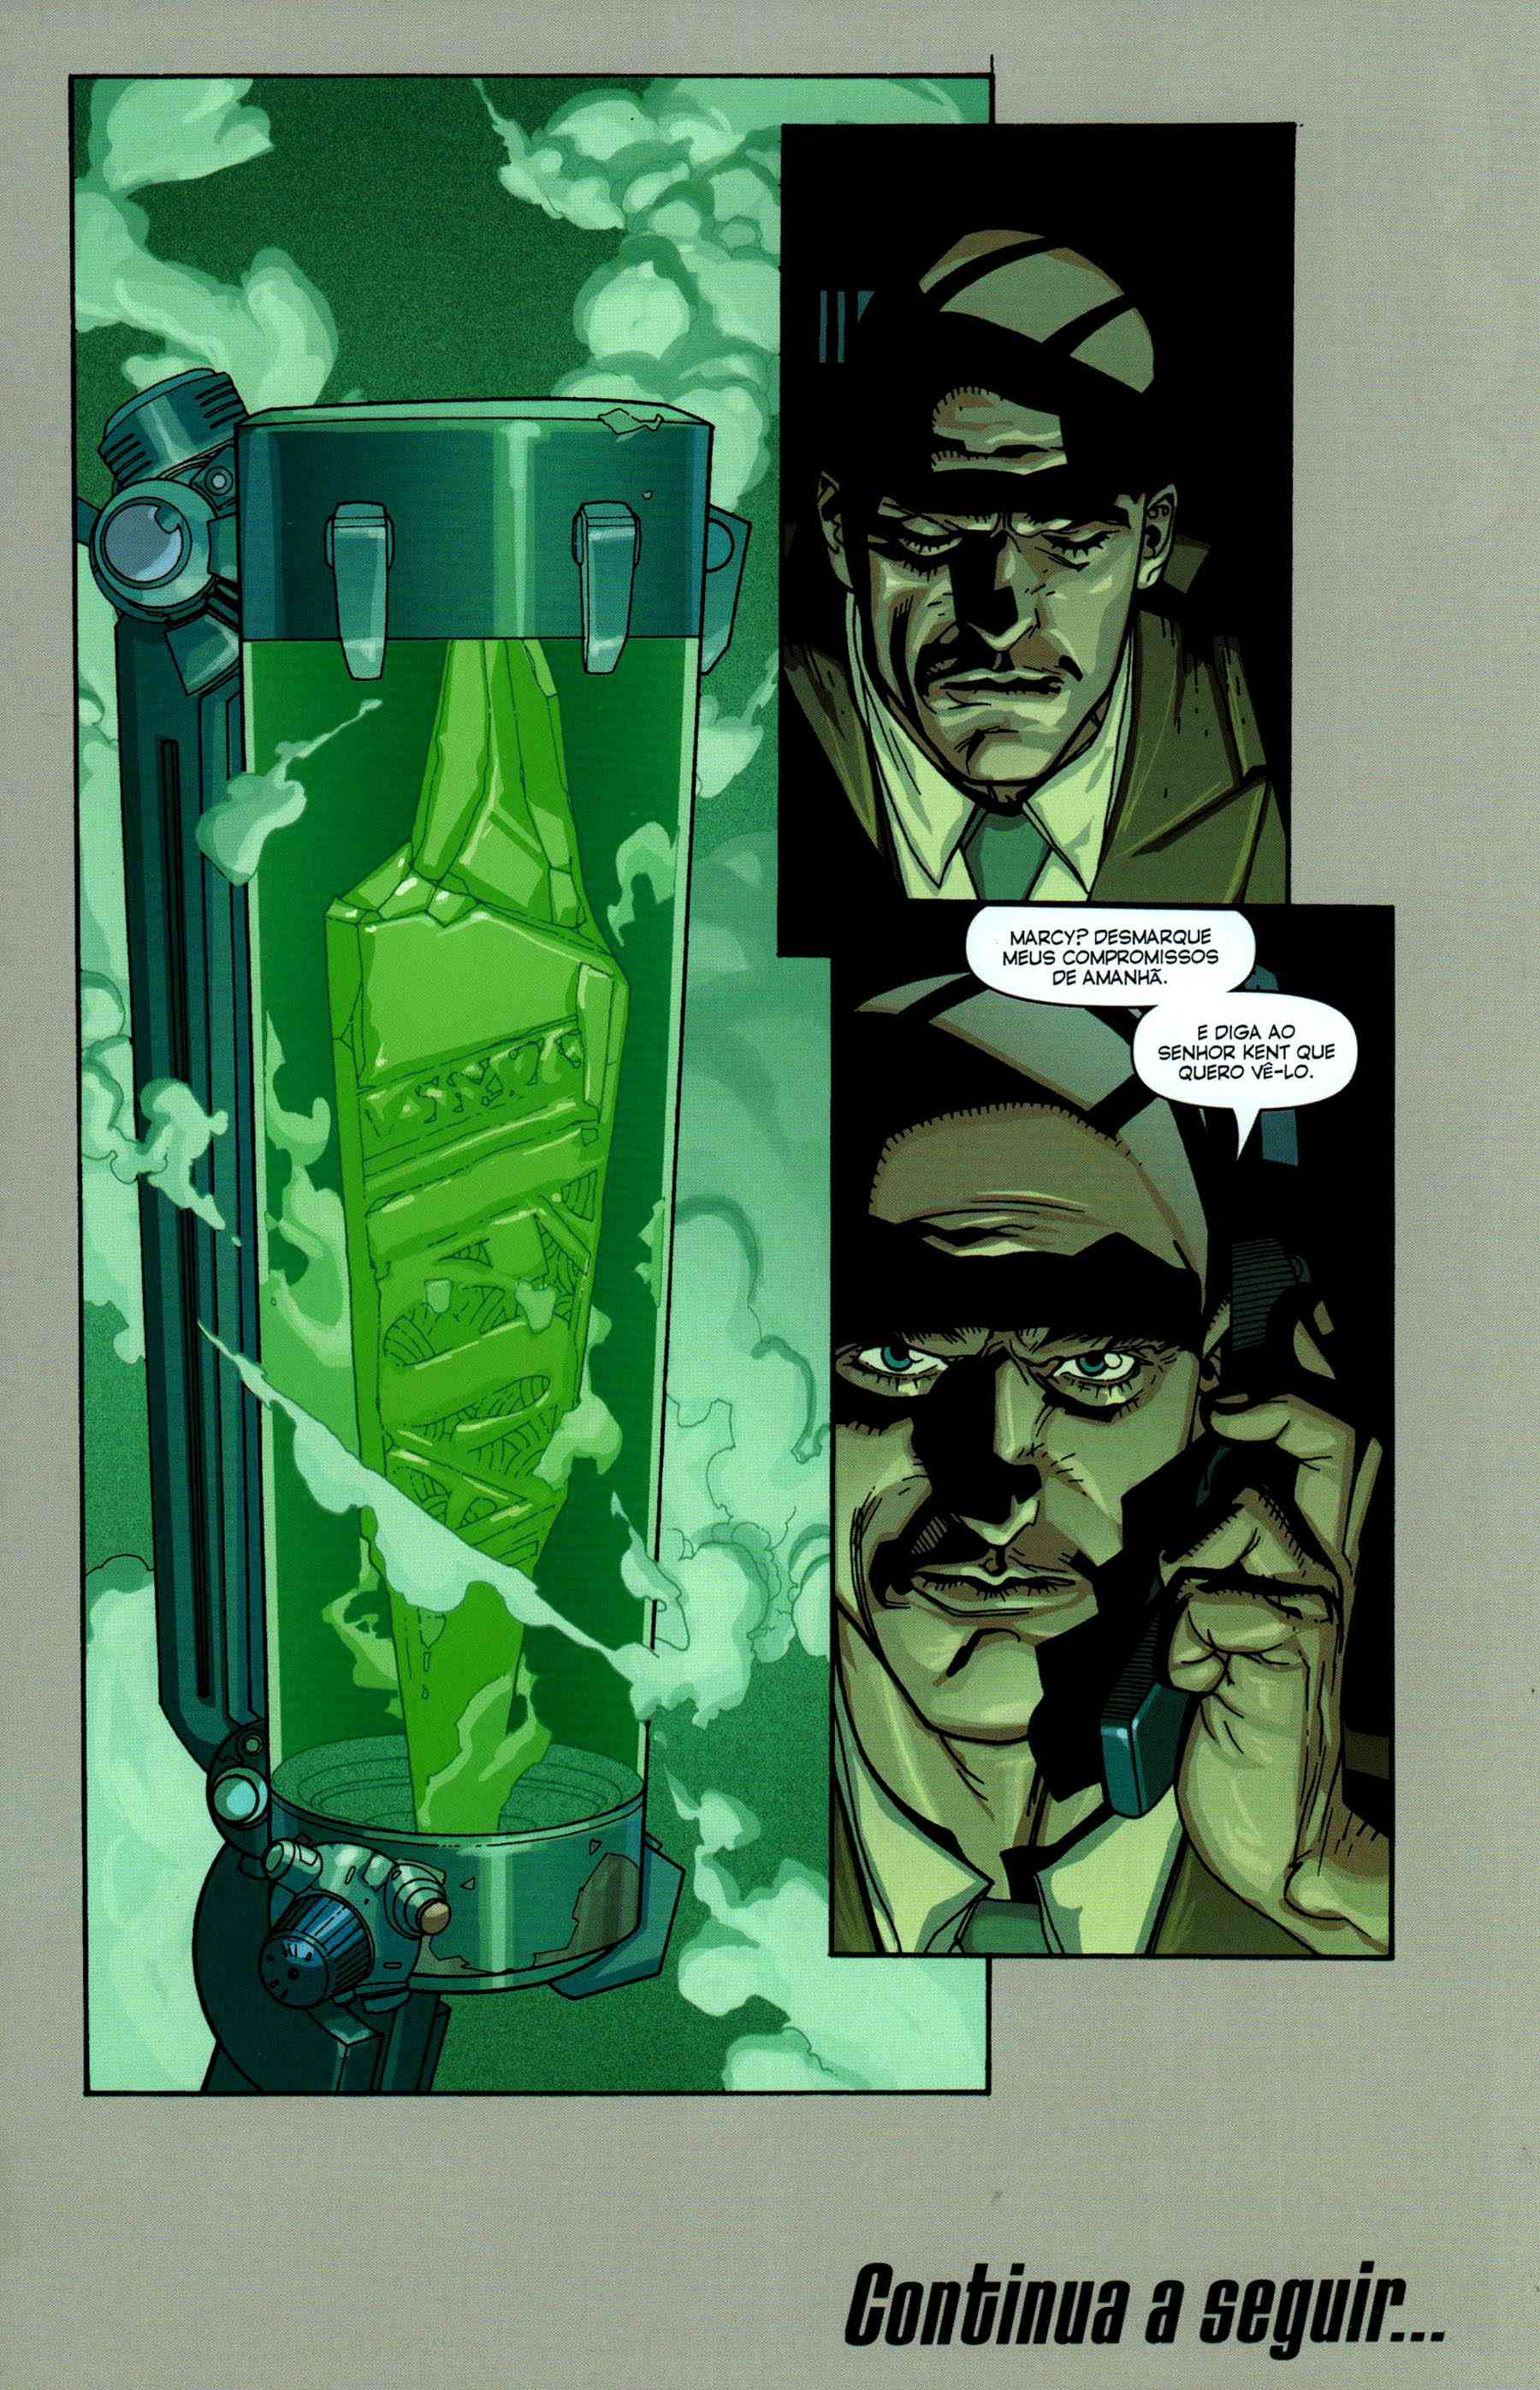 MARCY? DESMARQUE
MEUS COMPROMISSOS
DE AMANHÃ.
E DIGA AO
SENHOR KENT QUE
QUERO VÊ-LO.
Continua a seguir...